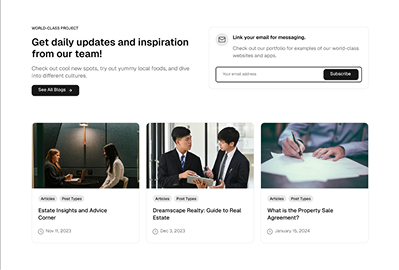 WORLD-CLASS PROJECT
Get daily updates and inspiration
from our team!
Check out cool new spots, try out yummy local foods, and dive
into different cultures.
See All Blogs
Link your email for messaging.
Check out our portfolio for examples of our world-class
websites and apps.
Your email address
Subscribe
Articles
Post Types
Estate Insights and Advice
Corner
Nov 11, 2023
Articles
Post Types
Dreamscape Realty: Guide to Real
Estate
Dec 3, 2023
Articles
Post Types
What is the Property Sale
Agreement?
January 15, 2024